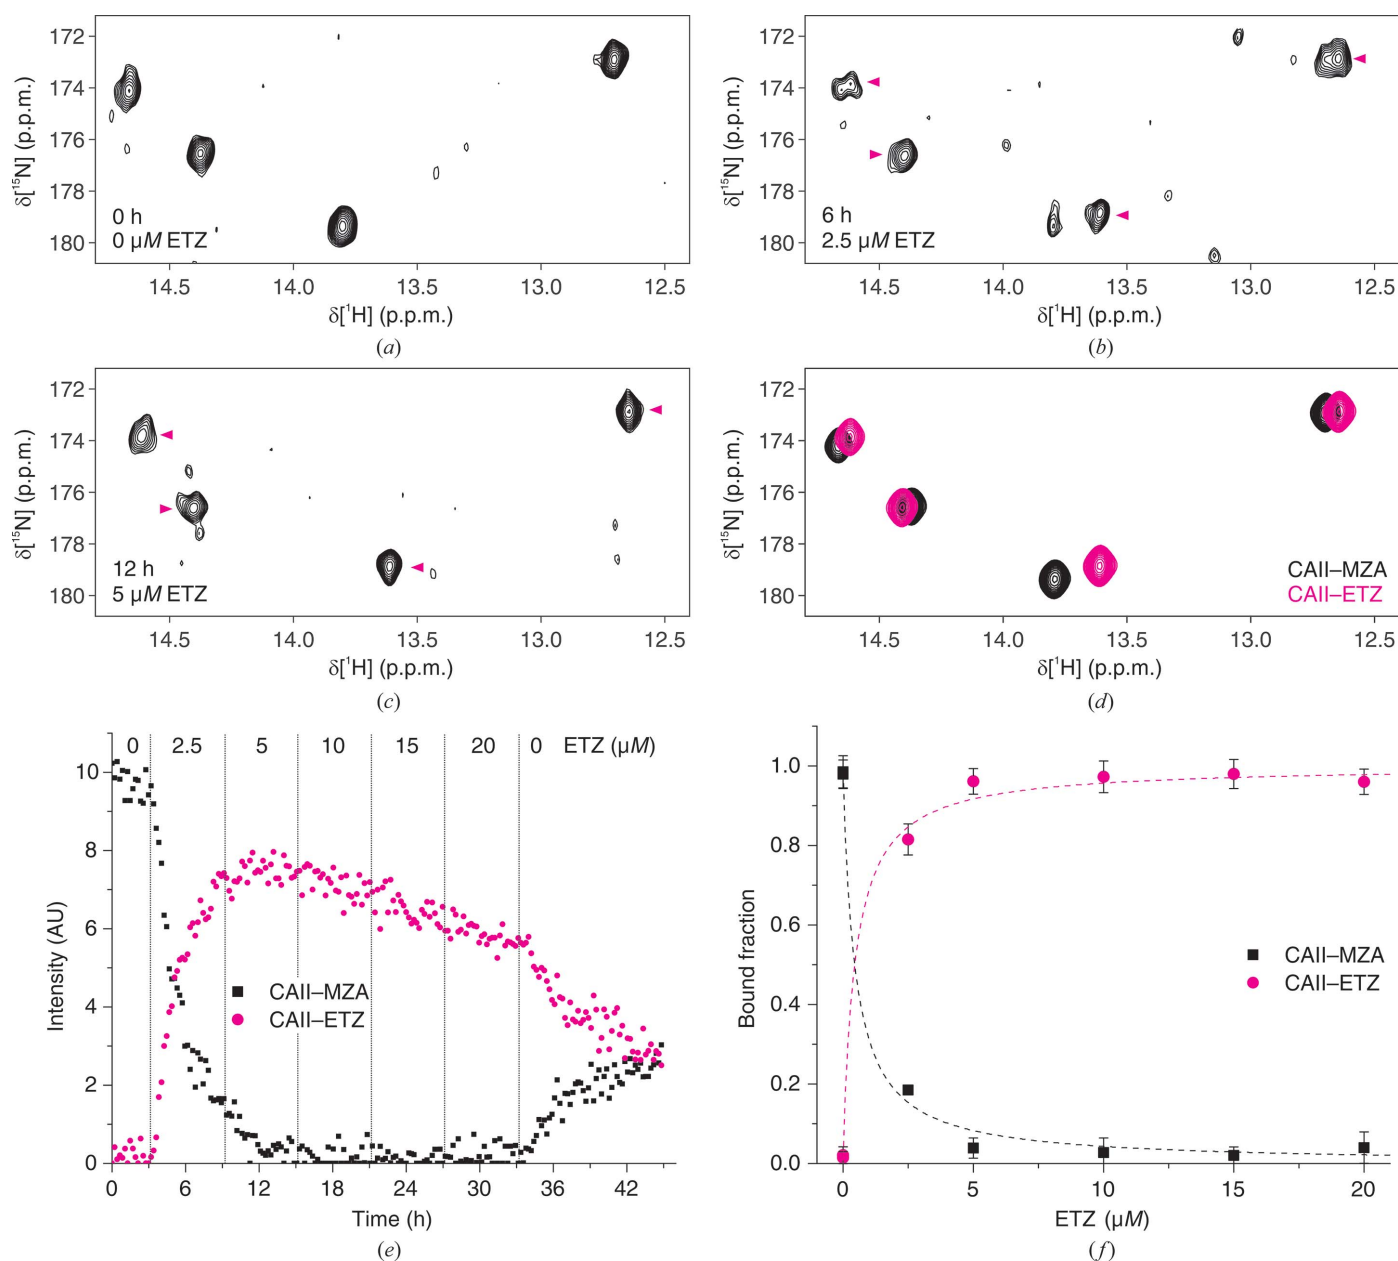 172
174
176
178
180
δ[¹⁵N] (p.p.m.)
0 h
0 µM ETZ
14.5 14.0 13.5 13.0 12.5
δ[¹H] (p.p.m.)
(a)
172
174
176
178
180
δ[¹⁵N] (p.p.m.)
6 h
2.5 µM ETZ
14.5 14.0 13.5 13.0 12.5
δ[¹H] (p.p.m.)
(b)
172
174
176
178
180
δ[¹⁵N] (p.p.m.)
12 h
5 µM ETZ
14.5 14.0 13.5 13.0 12.5
δ[¹H] (p.p.m.)
(c)
172
174
176
178
180
δ[¹⁵N] (p.p.m.)
CAII–MZA
CAII–ETZ
14.5 14.0 13.5 13.0 12.5
δ[¹H] (p.p.m.)
(d)
0 2.5 5 10 15 20 0 ETZ (µM)
10
8
6
4
2
0
Intensity (AU)
CAII–MZA
CAII–ETZ
0 6 12 18 24 30 36 42
Time (h)
(e)
1.0
0.8
0.6
0.4
0.2
0.0
Bound fraction
CAII–MZA
CAII–ETZ
0 5 10 15 20
ETZ (µM)
(f)